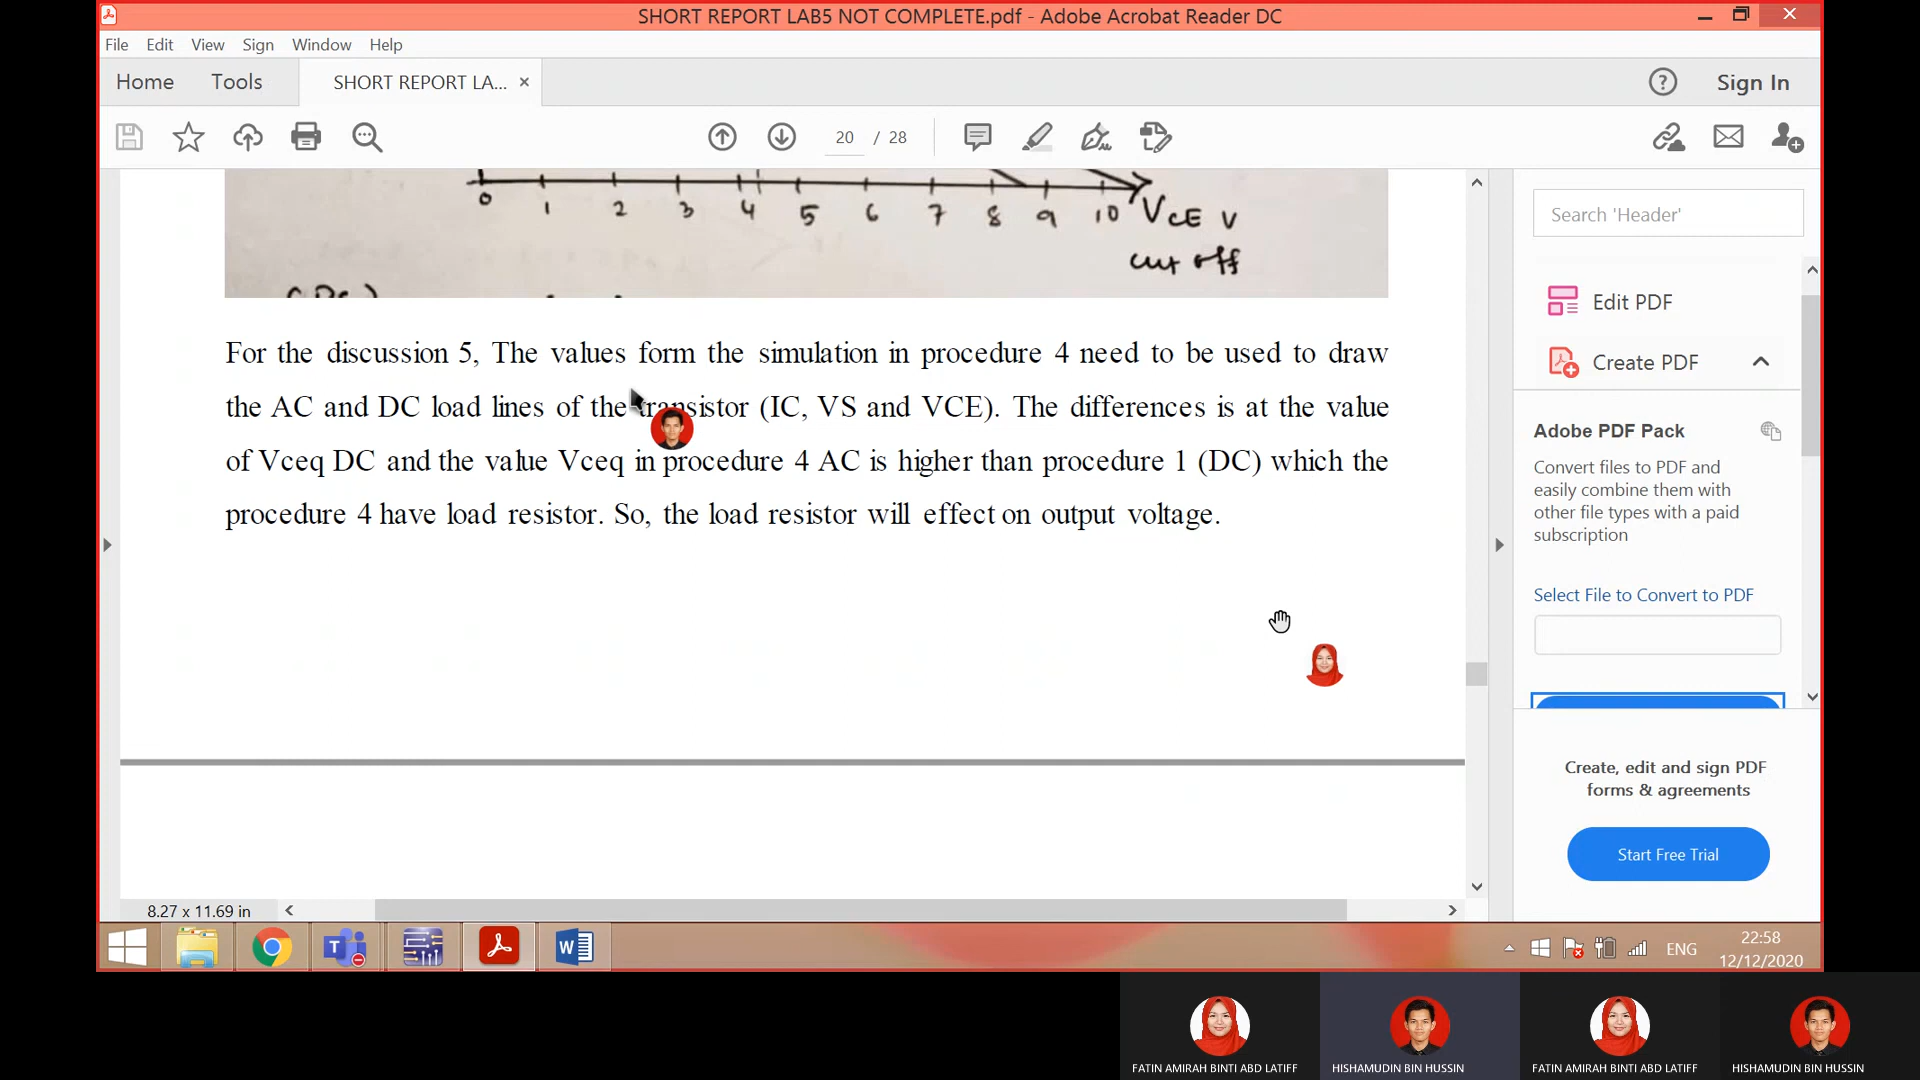 SHORT REPORT LAB5 NOT COMPLETE.pdf - Adobe Acrobat Reader DC
File Edit View Sign Window Help
Home Tools SHORT REPORT LA... × Sign In
20 / 28
0 1 2 3 4 5 6 7 8 9 10 VCE V
cut off
(DC)
Search 'Header'
Edit PDF
Create PDF
Adobe PDF Pack
Convert files to PDF and
easily combine them with
other file types with a paid
subscription
Select File to Convert to PDF
Create, edit and sign PDF
forms & agreements
Start Free Trial
For the discussion 5, The values form the simulation in procedure 4 need to be used to draw
the AC and DC load lines of the transistor (IC, VS and VCE). The differences is at the value
of Vceq DC and the value Vceq in procedure 4 AC is higher than procedure 1 (DC) which the
procedure 4 have load resistor. So, the load resistor will effect on output voltage.
8.27 x 11.69 in
ENG
22:58
12/12/2020
FATIN AMIRAH BINTI ABD LATIFF
HISHAMUDIN BIN HUSSIN
FATIN AMIRAH BINTI ABD LATIFF
HISHAMUDIN BIN HUSSIN